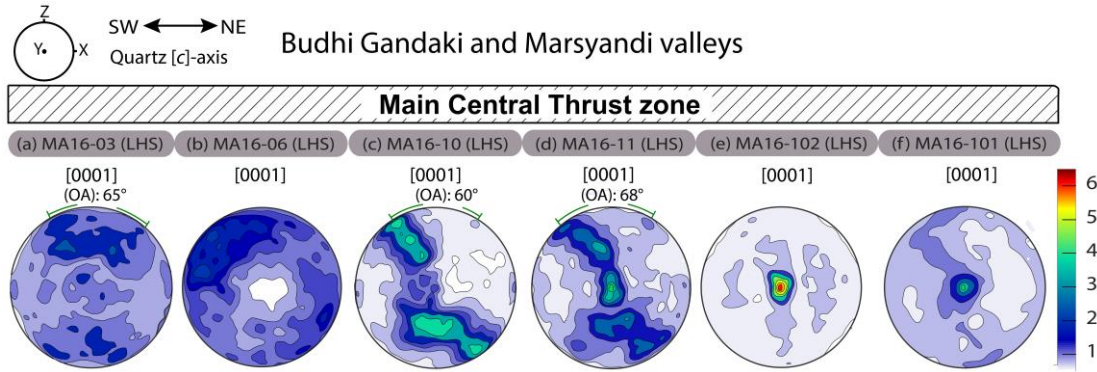 Z
Y
X
SW NE
Quartz [c]-axis
Budhi Gandaki and Marsyandi valleys
Main Central Thrust zone
(a) MA16-03 (LHS)
(b) MA16-06 (LHS)
(c) MA16-10 (LHS)
(d) MA16-11 (LHS)
(e) MA16-102 (LHS)
(f) MA16-101 (LHS)
[0001]
(OA): 65°
[0001]
[0001]
(OA): 60°
[0001]
(OA): 68°
[0001]
[0001]
6
5
4
3
2
1